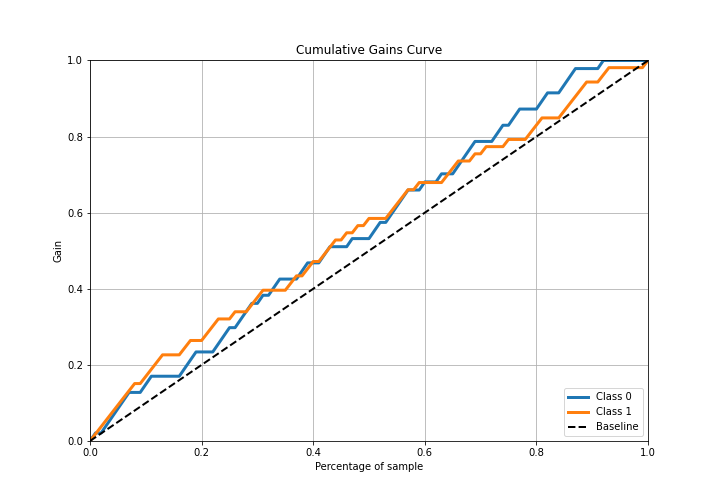 Cumulative Gains Curve
1.0
0.8
0.6
0.4
0.2
0.0
Gain
0.0 0.2 0.4 0.6 0.8 1.0
Percentage of sample
Class 0
Class 1
Baseline